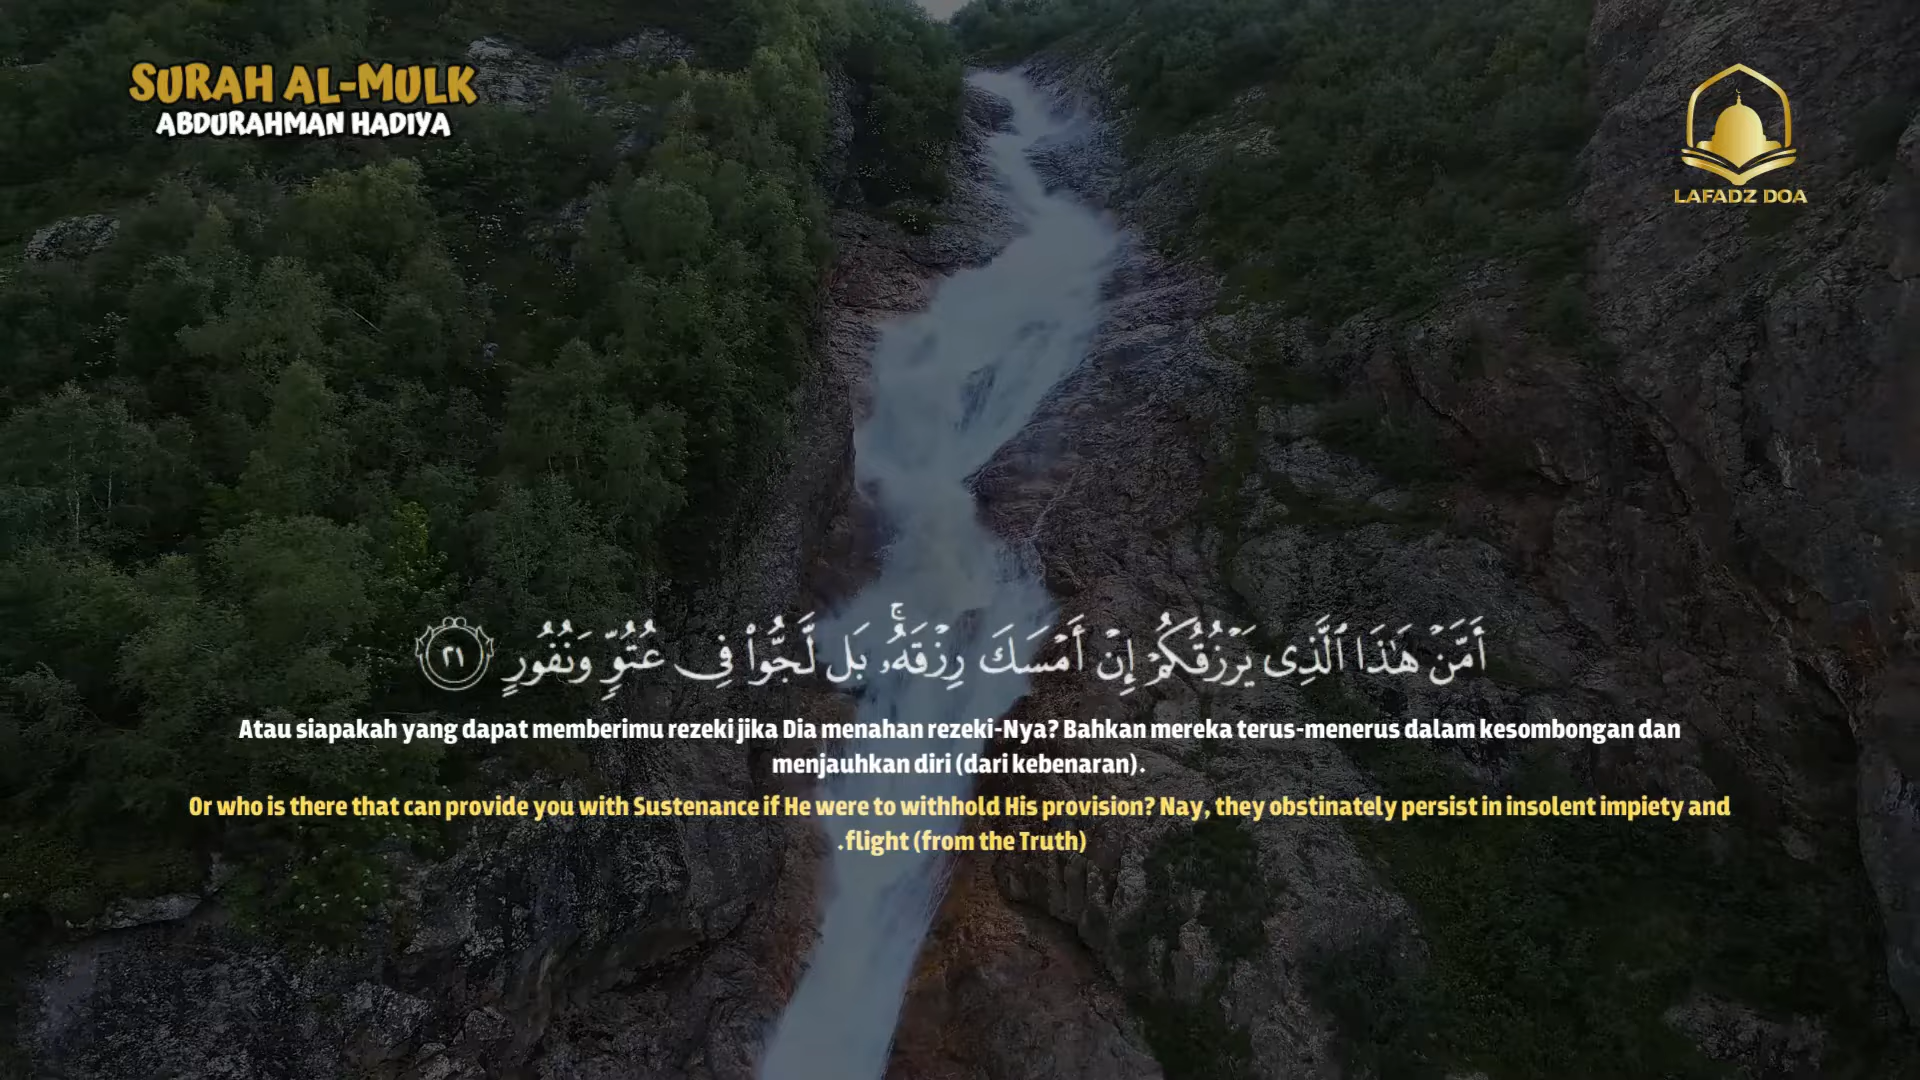 SURAH AL-MULK
ABDURAHMAN HADIYA
LAFADZ DOA
أَمَّنْ هَٰذَا ٱلَّذِى يَرْزُقُكُمْ إِنْ أَمْسَكَ رِزْقَهُۥ ۚ بَل لَّجُّوا۟ فِى عُتُوٍّ وَنُفُورٍ ٢١
Atau siapakah yang dapat memberimu rezeki jika Dia menahan rezeki-Nya? Bahkan mereka terus-menerus dalam kesombongan dan
menjauhkan diri (dari kebenaran).
Or who is there that can provide you with Sustenance if He were to withhold His provision? Nay, they obstinately persist in insolent impiety and
.flight (from the Truth)